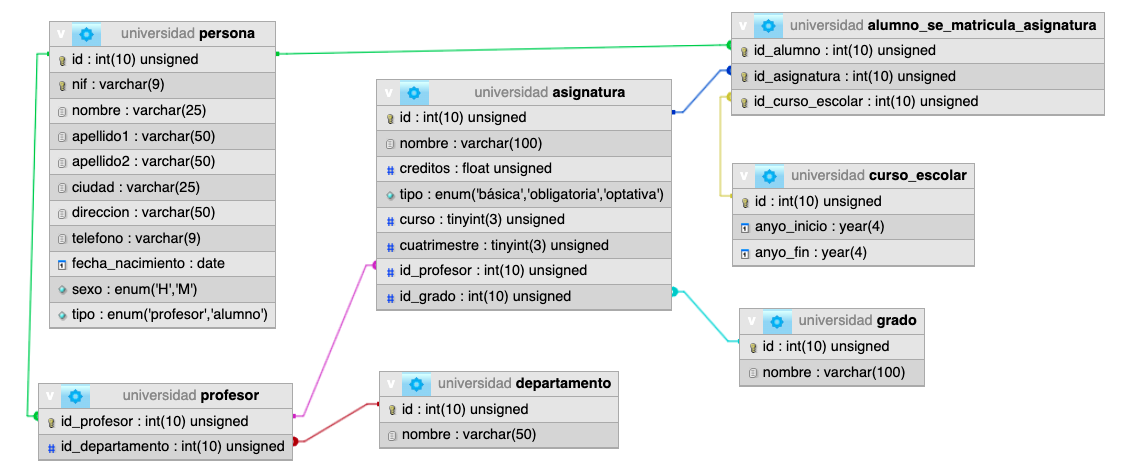 universidad persona
id : int(10) unsigned
nif : varchar(9)
nombre : varchar(25)
apellido1 : varchar(50)
apellido2 : varchar(50)
ciudad : varchar(25)
direccion : varchar(50)
telefono : varchar(9)
fecha_nacimiento : date
sexo : enum('H','M')
tipo : enum('profesor','alumno')
universidad asignatura
id : int(10) unsigned
nombre : varchar(100)
creditos : float unsigned
tipo : enum('básica','obligatoria','optativa')
curso : tinyint(3) unsigned
cuatrimestre : tinyint(3) unsigned
id_profesor : int(10) unsigned
id_grado : int(10) unsigned
universidad alumno_se_matricula_asignatura
id_alumno : int(10) unsigned
id_asignatura : int(10) unsigned
id_curso_escolar : int(10) unsigned
universidad curso_escolar
id : int(10) unsigned
anyo_inicio : year(4)
anyo_fin : year(4)
universidad grado
id : int(10) unsigned
nombre : varchar(100)
universidad profesor
id_profesor : int(10) unsigned
id_departamento : int(10) unsigned
universidad departamento
id : int(10) unsigned
nombre : varchar(50)